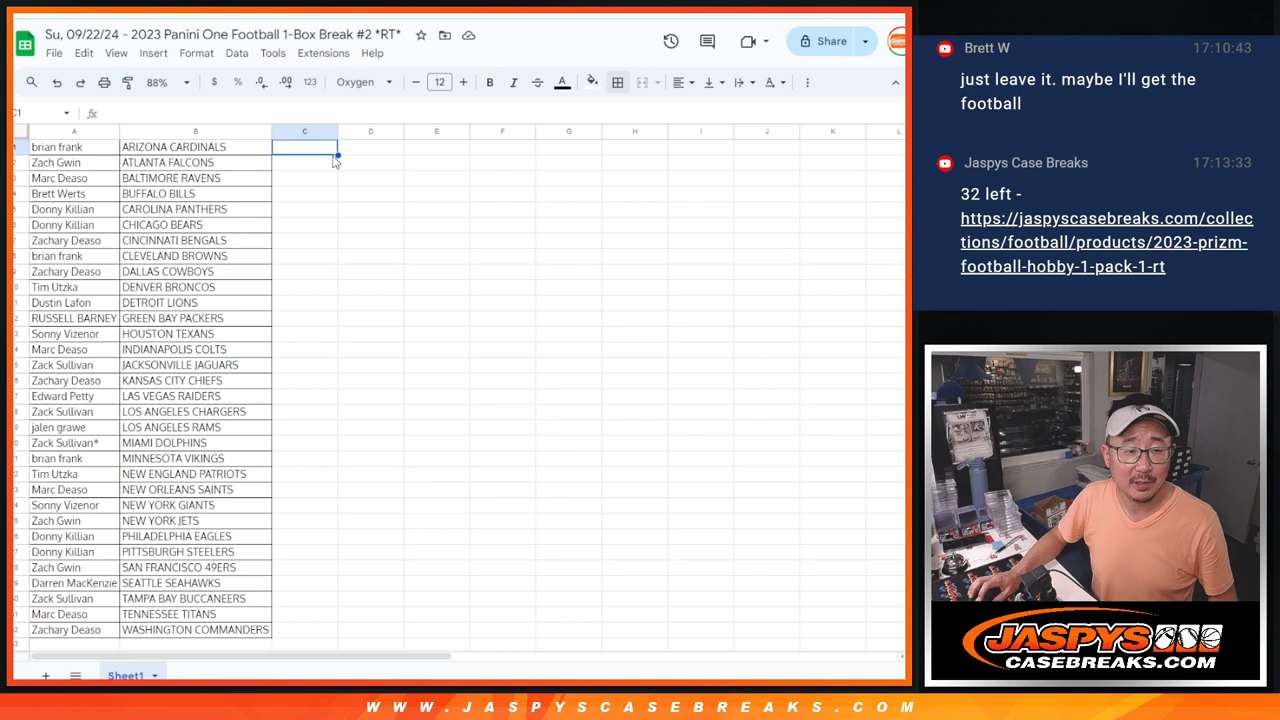 Su, 09/22/24 - 2023 Panini One Football 1-Box Break #2 *RT*
File Edit View Insert Format Data Tools Extensions Help
Share
88% $ % .0 .00 123 Oxygen 12 B I A
C1 fx
A B C D E F G H I J K L
brian frank ARIZONA CARDINALS
Zach Gwin ATLANTA FALCONS
Marc Deaso BALTIMORE RAVENS
Brett Werts BUFFALO BILLS
Donny Killian CAROLINA PANTHERS
Donny Killian CHICAGO BEARS
Zachary Deaso CINCINNATI BENGALS
brian frank CLEVELAND BROWNS
Zachary Deaso DALLAS COWBOYS
Tim Utzka DENVER BRONCOS
Dustin Lafon DETROIT LIONS
RUSSELL BARNEY GREEN BAY PACKERS
Sonny Vizenor HOUSTON TEXANS
Marc Deaso INDIANAPOLIS COLTS
Zack Sullivan JACKSONVILLE JAGUARS
Zachary Deaso KANSAS CITY CHIEFS
Edward Petty LAS VEGAS RAIDERS
Zack Sullivan LOS ANGELES CHARGERS
jalen grawe LOS ANGELES RAMS
Zack Sullivan* MIAMI DOLPHINS
brian frank MINNESOTA VIKINGS
Tim Utzka NEW ENGLAND PATRIOTS
Marc Deaso NEW ORLEANS SAINTS
Sonny Vizenor NEW YORK GIANTS
Zach Gwin NEW YORK JETS
Donny Killian PHILADELPHIA EAGLES
Donny Killian PITTSBURGH STEELERS
Zach Gwin SAN FRANCISCO 49ERS
Darren MacKenzie SEATTLE SEAHAWKS
Zack Sullivan TAMPA BAY BUCCANEERS
Marc Deaso TENNESSEE TITANS
Zachary Deaso WASHINGTON COMMANDERS
Sheet1
Brett W 17:10:43
just leave it. maybe I'll get the
football
Jaspys Case Breaks 17:13:33
32 left -
https://jaspyscasebreaks.com/collec
tions/football/products/2023-prizm-
football-hobby-1-pack-1-rt
JASPYS
CASEBREAKS.COM
WWW.JASPYSCASEBREAKS.COM